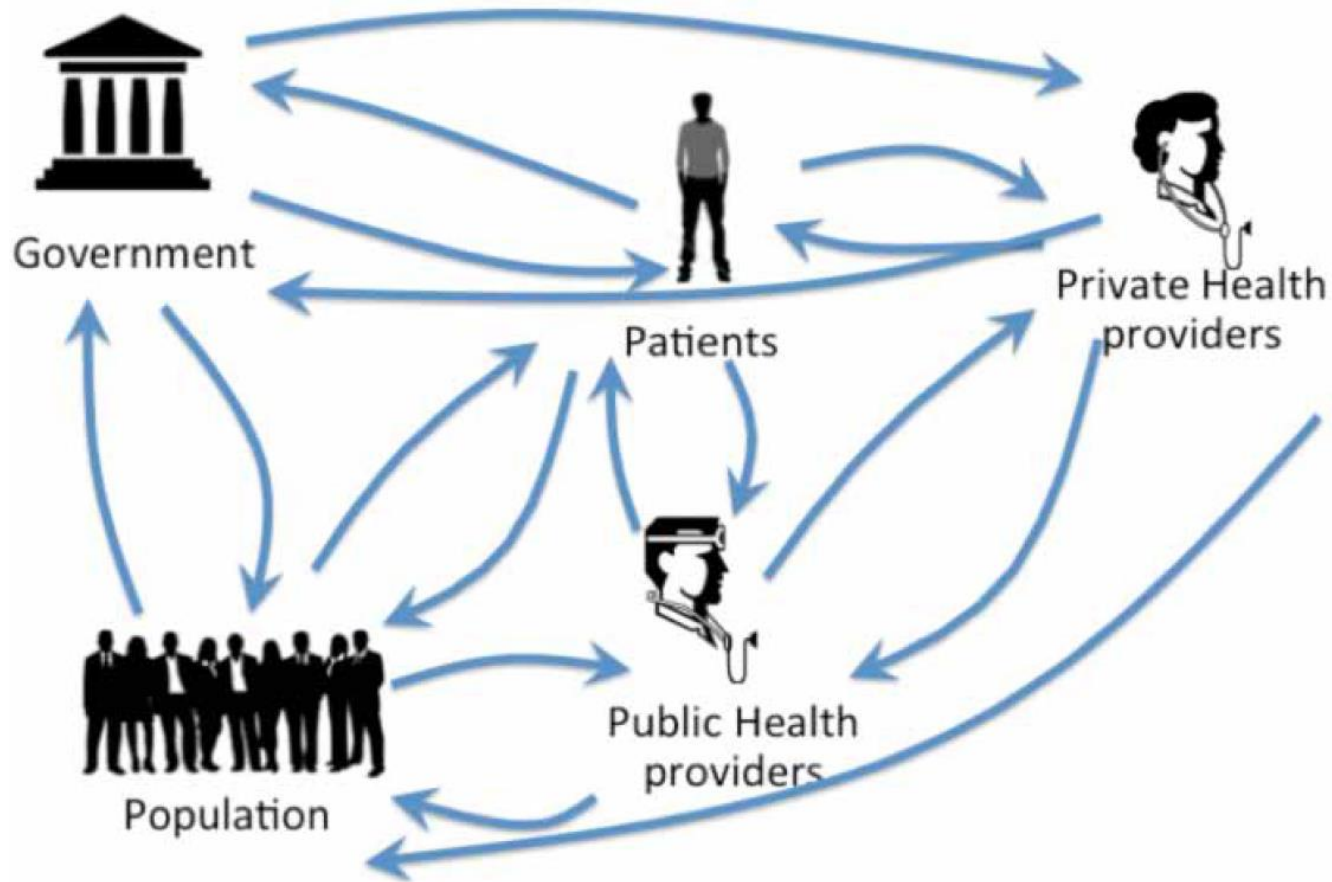 Government
Patients
Private Health
providers
Population
Public Health
providers